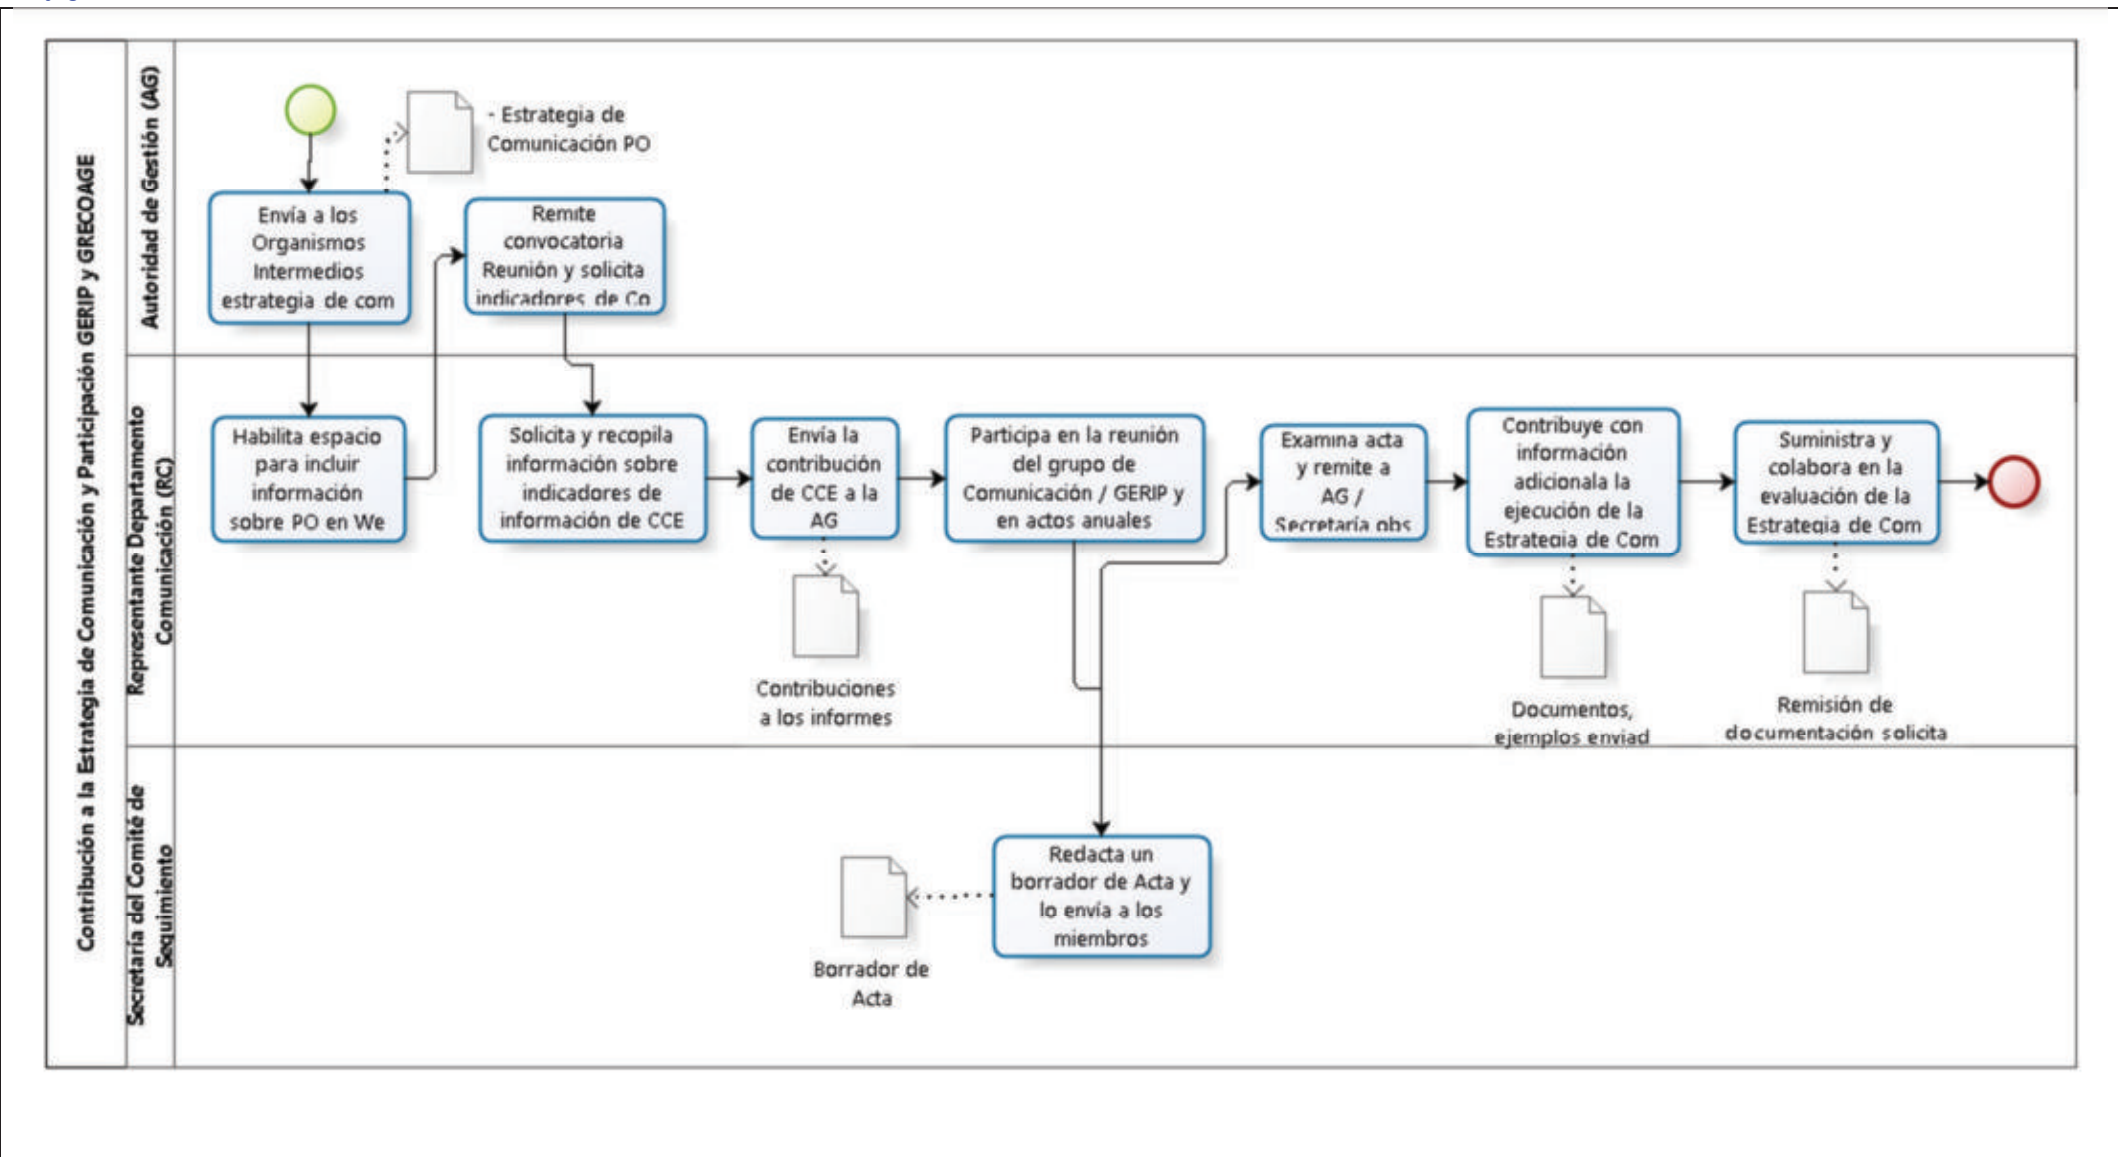 Contribución a la Estrategia de Comunicación y Participación GERIP y GRECOAGE
Autoridad de Gestión (AG)
- Estrategia de
Comunicación PO
Envía a los
Organismos
Intermedios
estrategia de com
Remite
convocatoria
Reunión y solicita
indicadores de Co
Representante Departamento
Comunicación (RC)
Habilita espacio
para incluir
información
sobre PO en We
Solicita y recopila
información sobre
indicadores de
información de CCE
Envía la
contribución
de CCE a la
AG
Contribuciones
a los informes
Participa en la reunión
del grupo de
Comunicación / GERIP y
en actos anuales
Examina acta
y remite a
AG /
Secretaría obs
Contribuye con
información
adicionala la
ejecución de la
Estrategia de Com
Documentos,
ejemplos enviad
Suministra y
colabora en la
evaluación de la
Estrategia de Com
Remisión de
documentación solicita
Secretaría del Comité de
Seguimiento
Redacta un
borrador de Acta y
lo envía a los
miembros
Borrador de
Acta